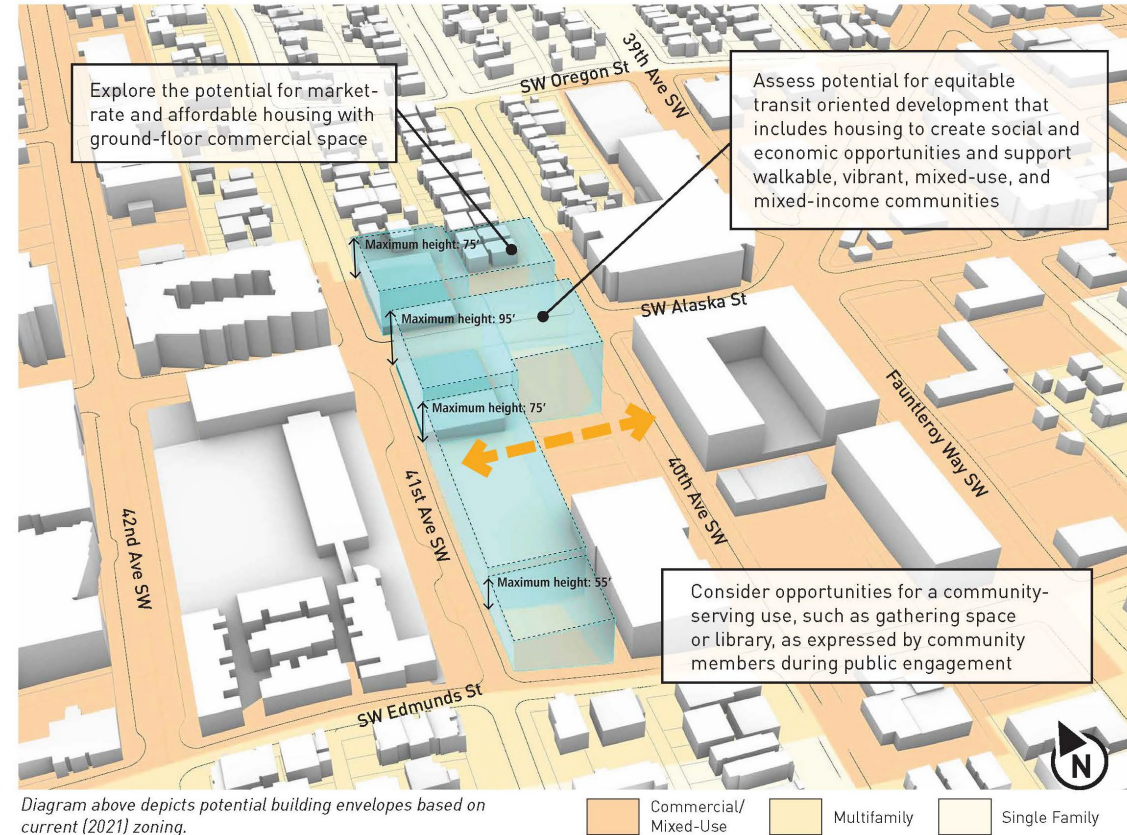 Explore the potential for market-
rate and affordable housing with
ground-floor commercial space
SW Oregon St
39th Ave SW
Assess potential for equitable
transit oriented development that
includes housing to create social and
economic opportunities and support
walkable, vibrant, mixed-use, and
mixed-income communities
Maximum height: 75′
Maximum height: 95′
SW Alaska St
Maximum height: 75′
Fauntleroy Way SW
40th Ave SW
41st Ave SW
42nd Ave SW
Maximum height: 55′
Consider opportunities for a community-
serving use, such as gathering space
or library, as expressed by community
members during public engagement
SW Edmunds St
N
Diagram above depicts potential building envelopes based on
current (2021) zoning.
Commercial/
Mixed-Use
Multifamily
Single Family